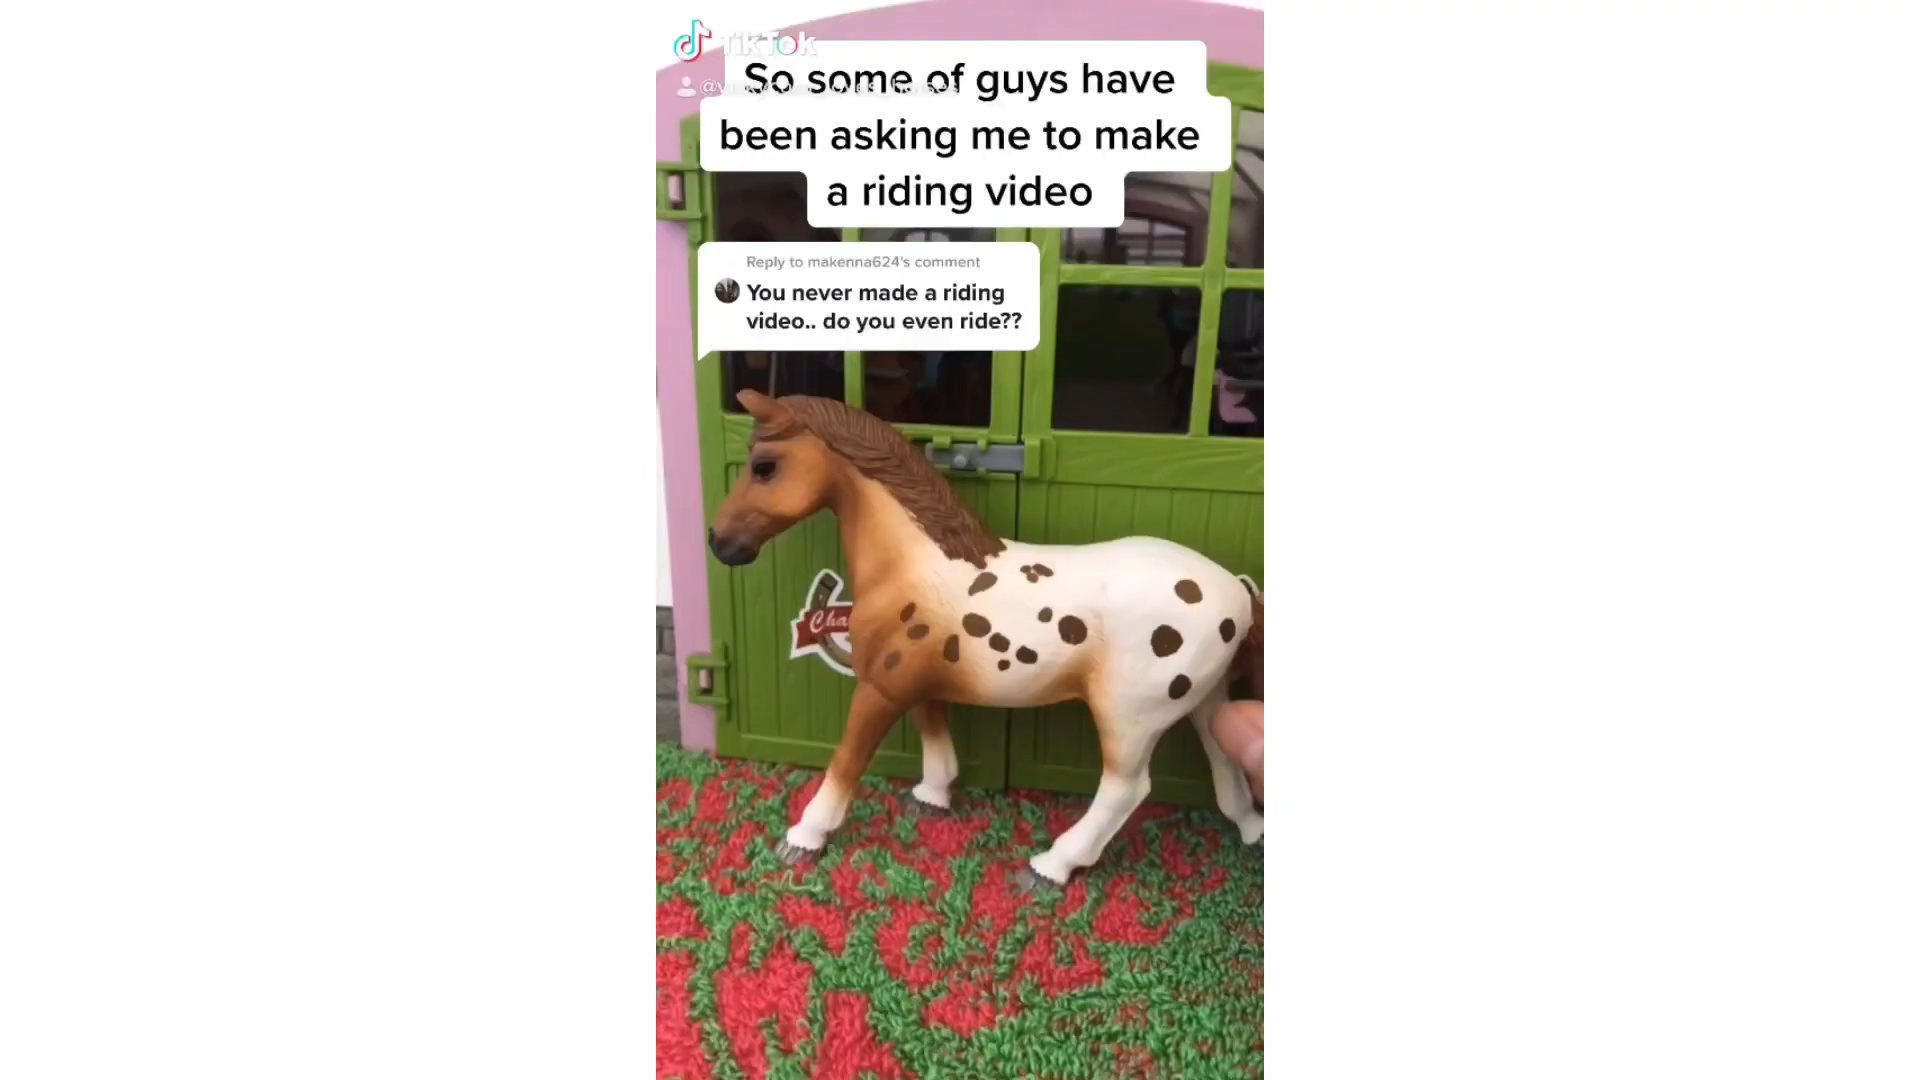 TikTok
So some of guys have
been asking me to make
a riding video
Reply to makenna624's comment
You never made a riding
video.. do you even ride??
Cha